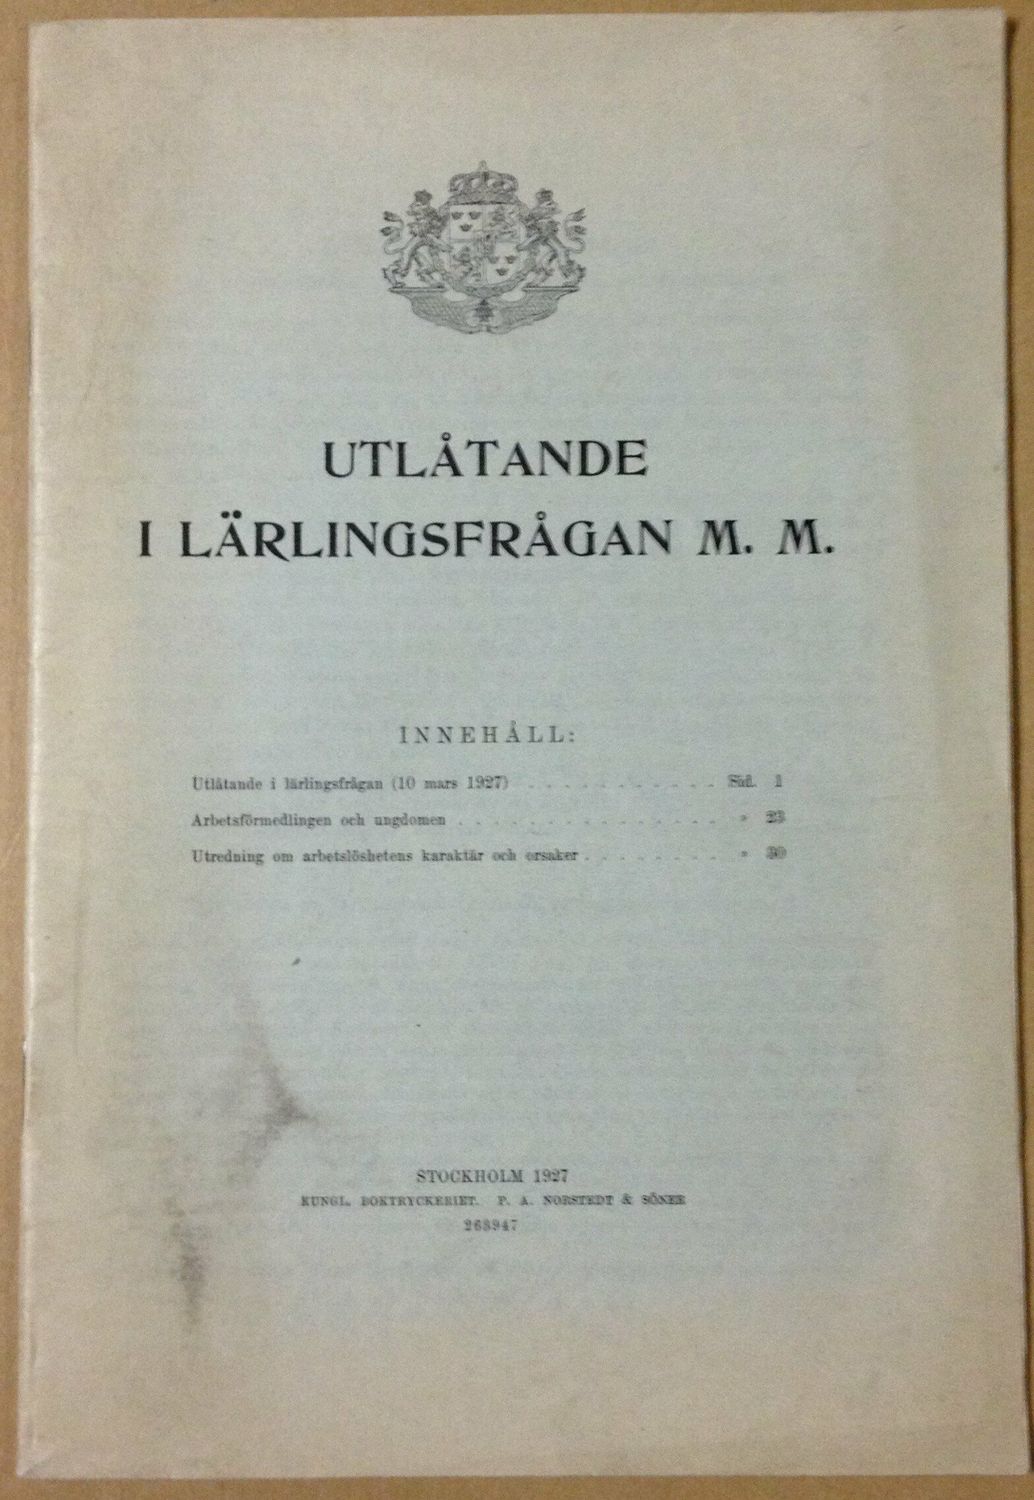 UTLÅTANDE
I LÄRLINGSFRÅGAN M. M.
INNEHÅLL:
Utlåtande i lärlingsfrågan (10 mars 1927) . . . . . . . . . . . Sid. 1
Arbetsförmedlingen och ungdomen . . . . . . . . . . . . . . . » 23
Utredning om arbetslöshetens karaktär och orsaker . . . . . . . . » 30
STOCKHOLM 1927
KUNGL. BOKTRYCKERIET. P. A. NORSTEDT & SÖNER
263947